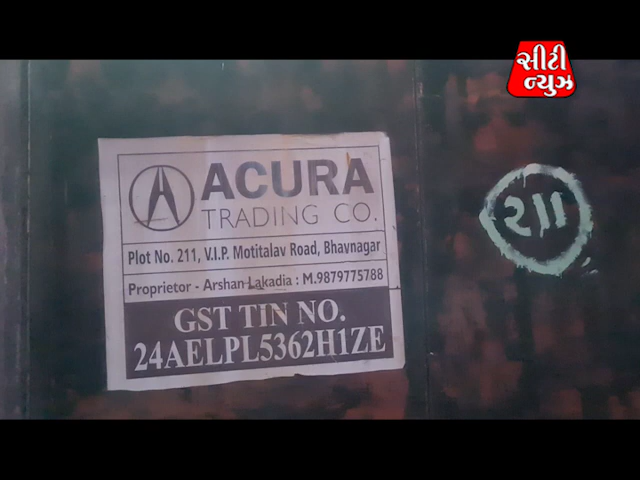 સીટી
ન્યુઝ
ACURA
TRADING CO.
Plot No. 211, V.I.P. Motitalav Road, Bhavnagar
Proprietor - Arshan Lakadia : M.9879775788
GST TIN NO.
24AELPL5362H1ZE
૨૧૧